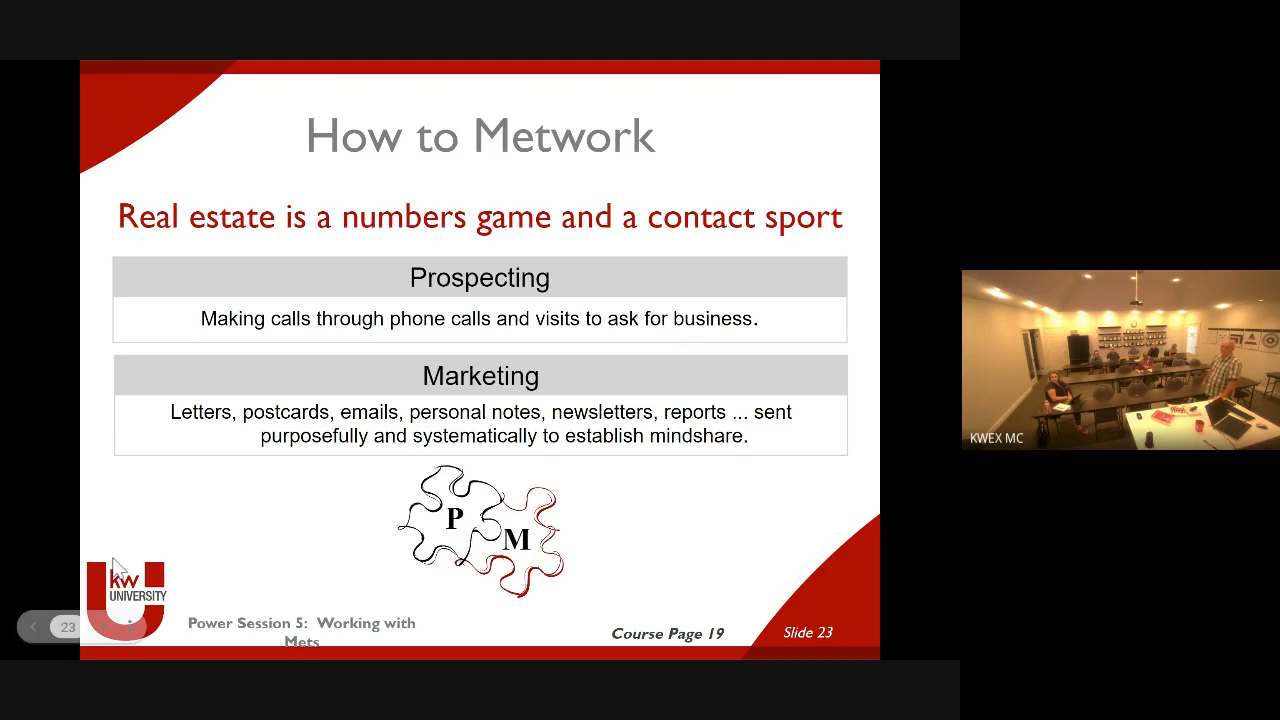 How to Metwork
Real estate is a numbers game and a contact sport
Prospecting
Making calls through phone calls and visits to ask for business.
Marketing
Letters, postcards, emails, personal notes, newsletters, reports ... sent
purposefully and systematically to establish mindshare.
P
M
kw
UNIVERSITY
23
Power Session 5: Working with
Mets
Course Page 19
Slide 23
KWEX MC